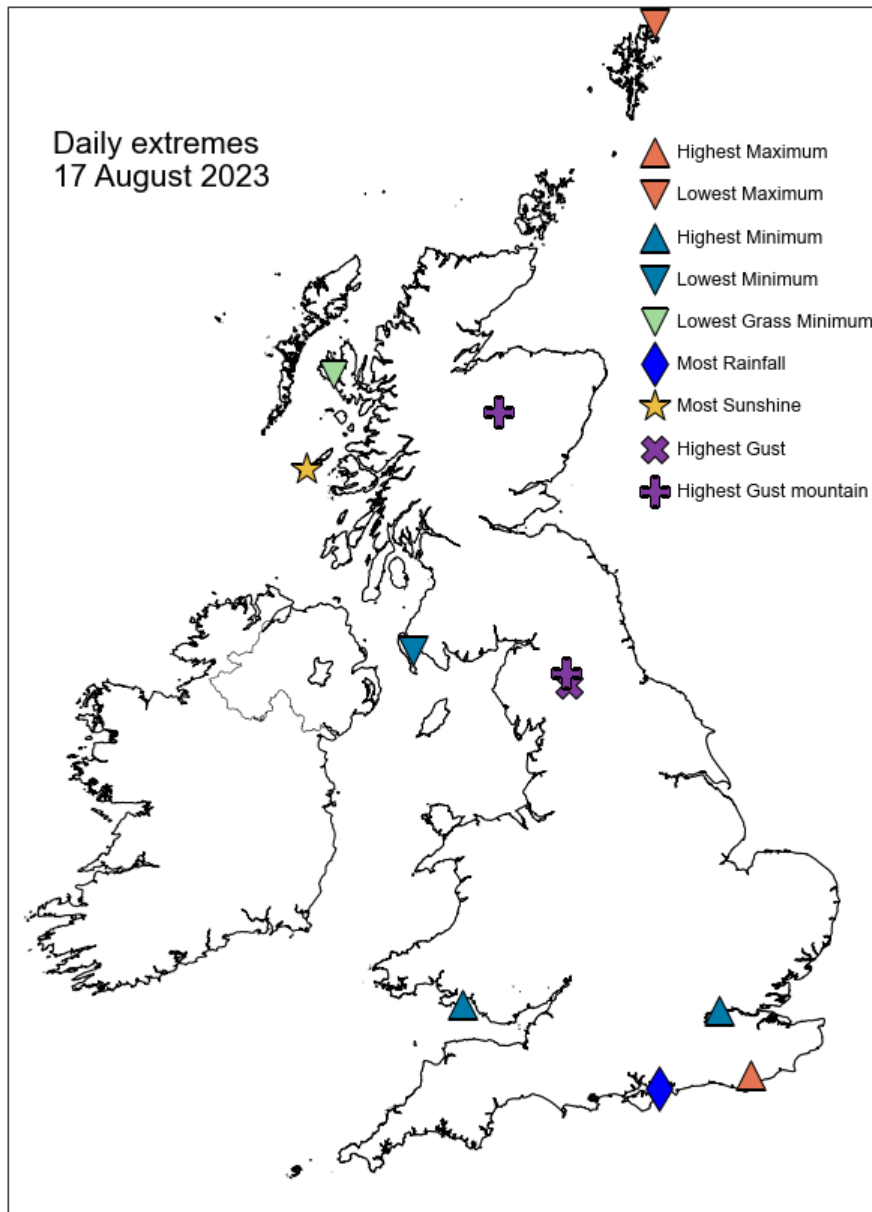 Daily extremes
17 August 2023
Highest Maximum
Lowest Maximum
Highest Minimum
Lowest Minimum
Lowest Grass Minimum
Most Rainfall
Most Sunshine
Highest Gust
Highest Gust mountain